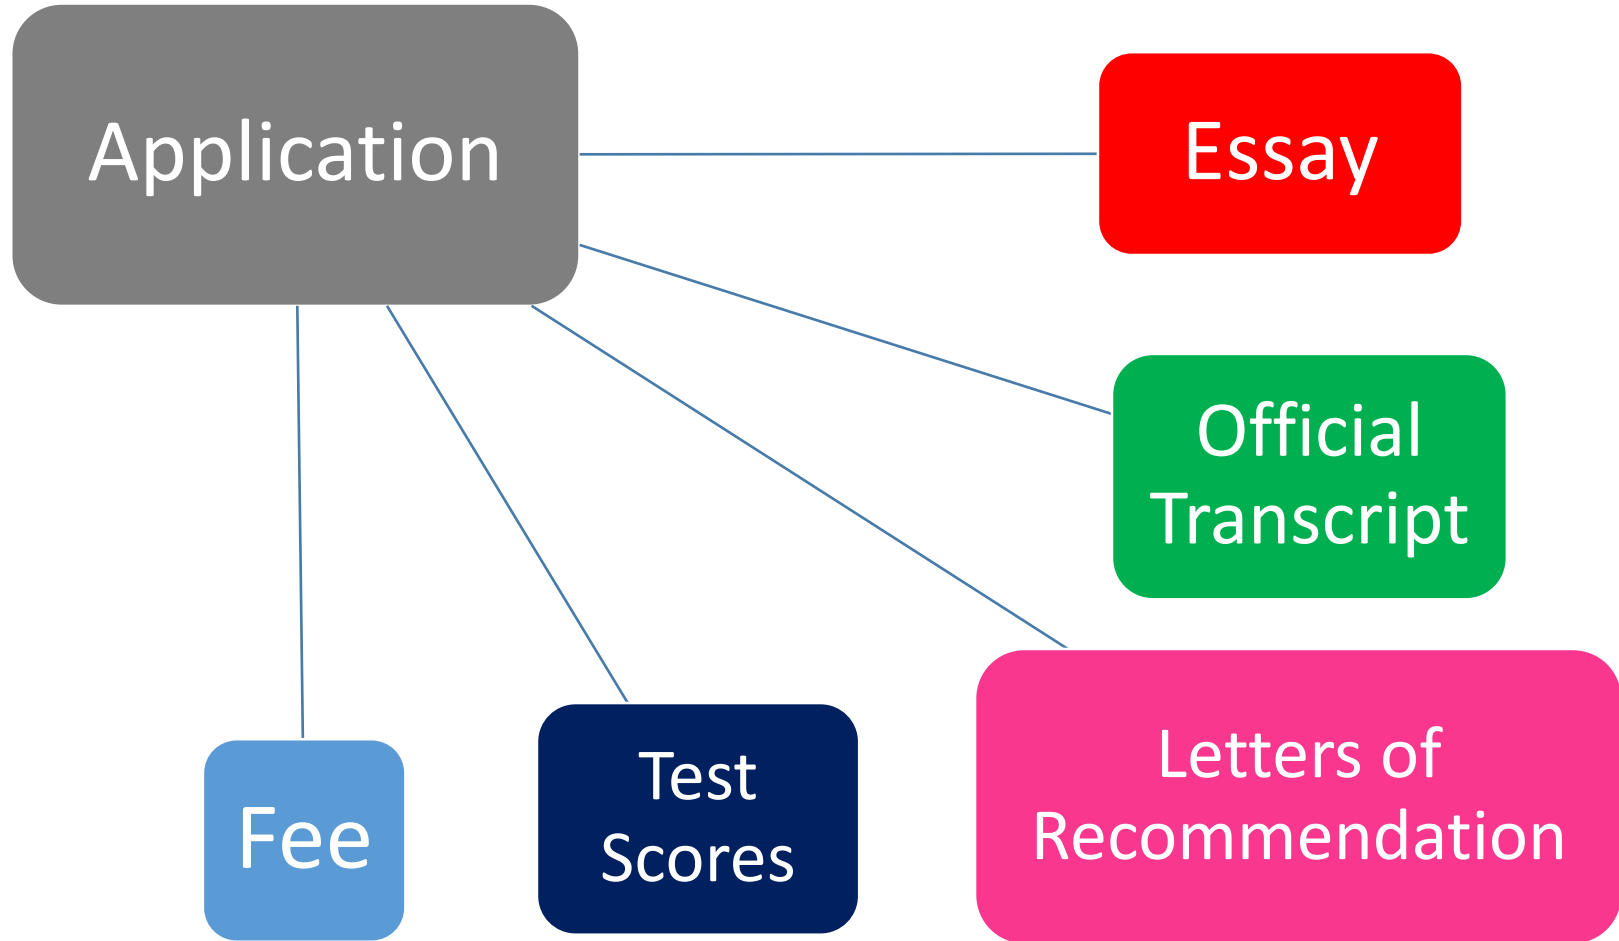 Application
Essay
Official
Transcript
Letters of
Recommendation
Test
Scores
Fee